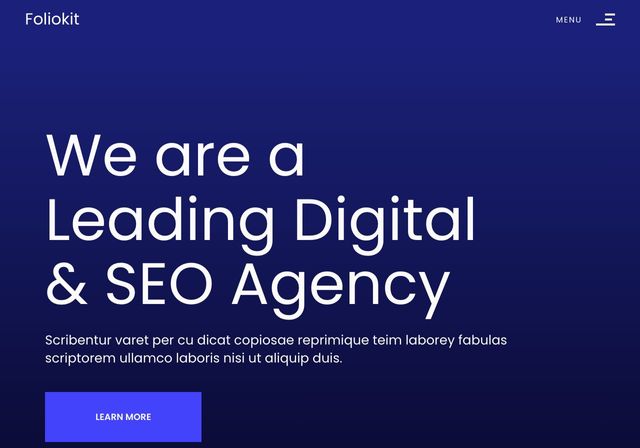 Foliokit
MENU
We are a
Leading Digital
& SEO Agency
Scribentur varet per cu dicat copiosae reprimique teim laborey fabulas
scriptorem ullamco laboris nisi ut aliquip duis.
LEARN MORE